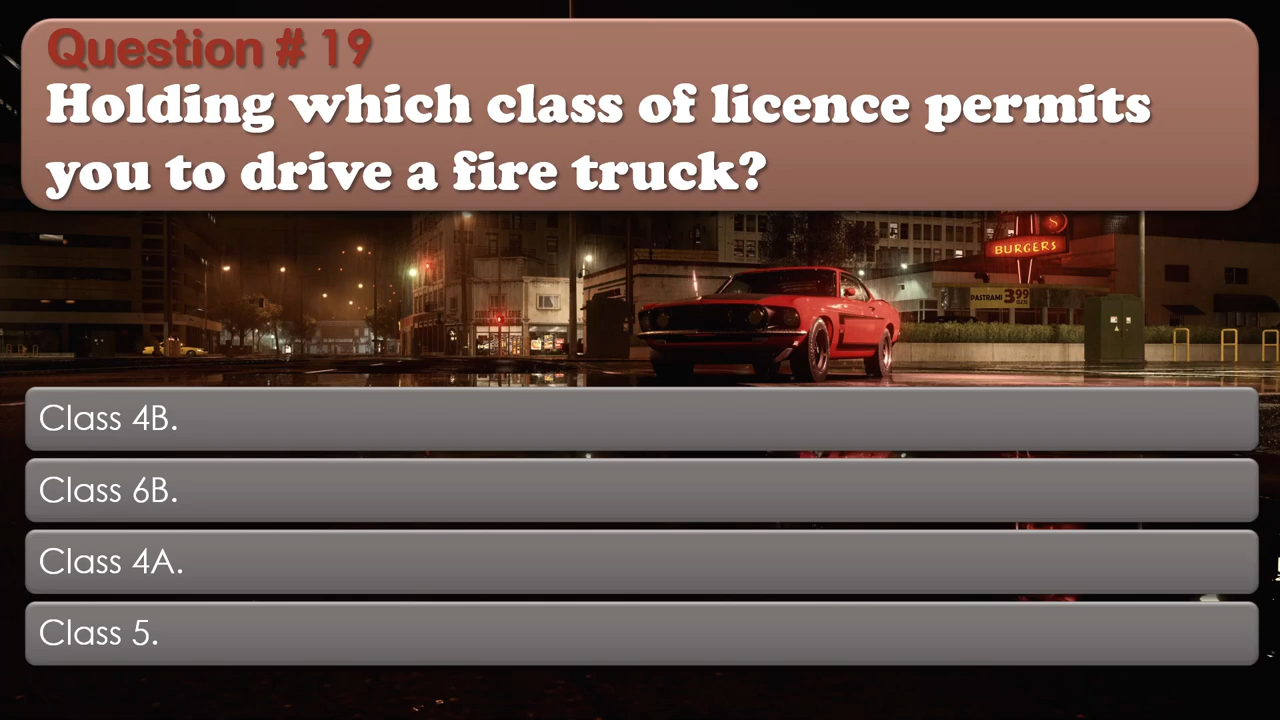 Question # 19
Holding which class of licence permits
you to drive a fire truck?
S
BURGERS
PASTRAMI 3.99
Class 4B.
Class 6B.
Class 4A.
Class 5.